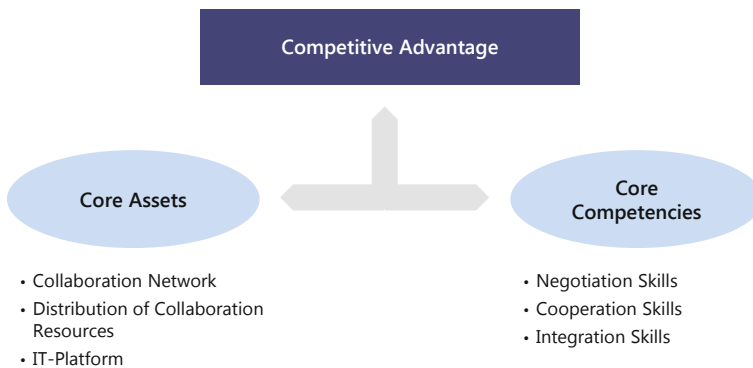 Competitive Advantage
Core Assets
• Collaboration Network
• Distribution of Collaboration
Resources
• IT-Platform
Core
Competencies
• Negotiation Skills
• Cooperation Skills
• Integration Skills